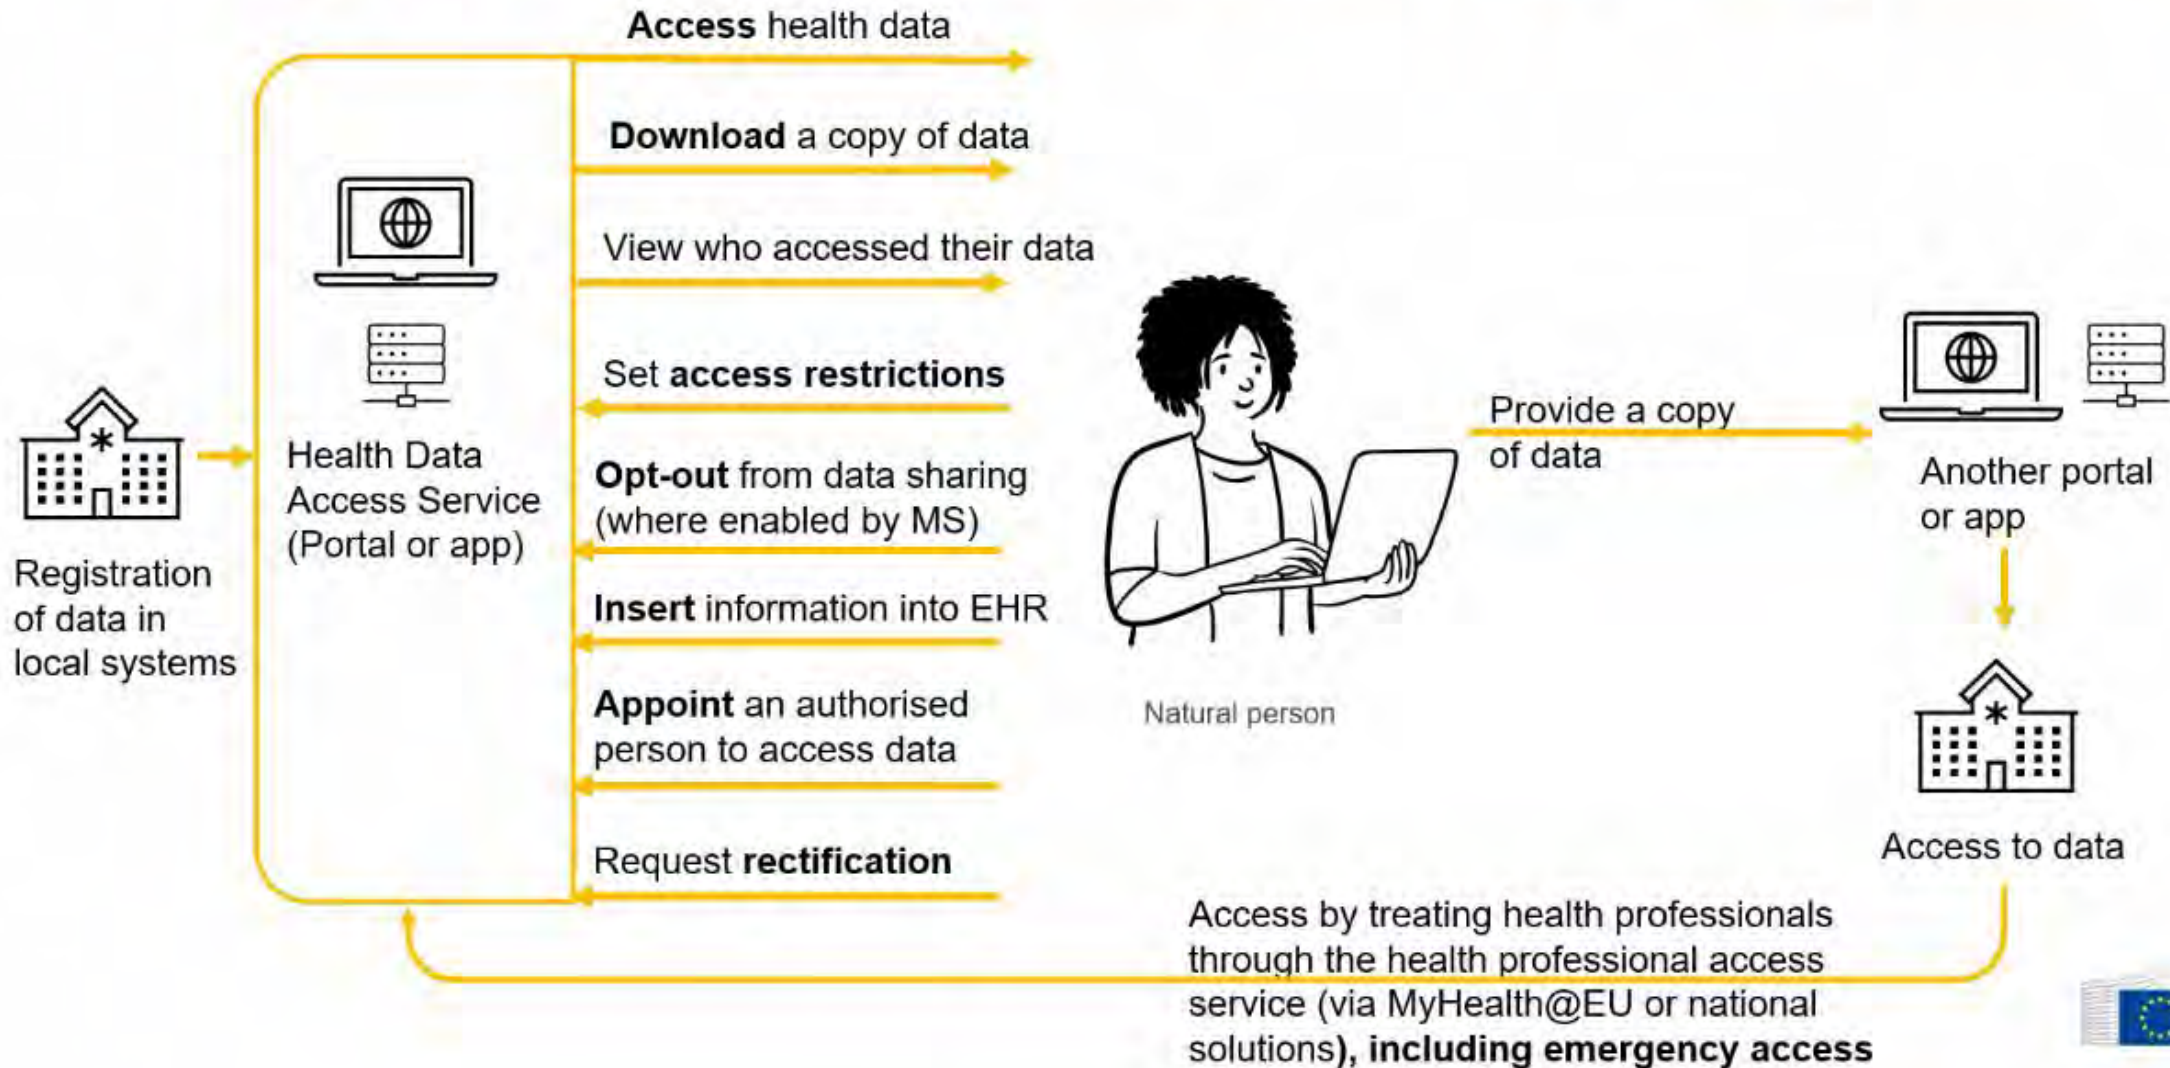 Access health data
Download a copy of data
View who accessed their data
Set access restrictions
Opt-out from data sharing
(where enabled by MS)
Insert information into EHR
Appoint an authorised
person to access data
Request rectification
Health Data
Access Service
(Portal or app)
Registration
of data in
local systems
Natural person
Provide a copy
of data
Another portal
or app
Access to data
Access by treating health professionals
through the health professional access
service (via MyHealth@EU or national
solutions), including emergency access